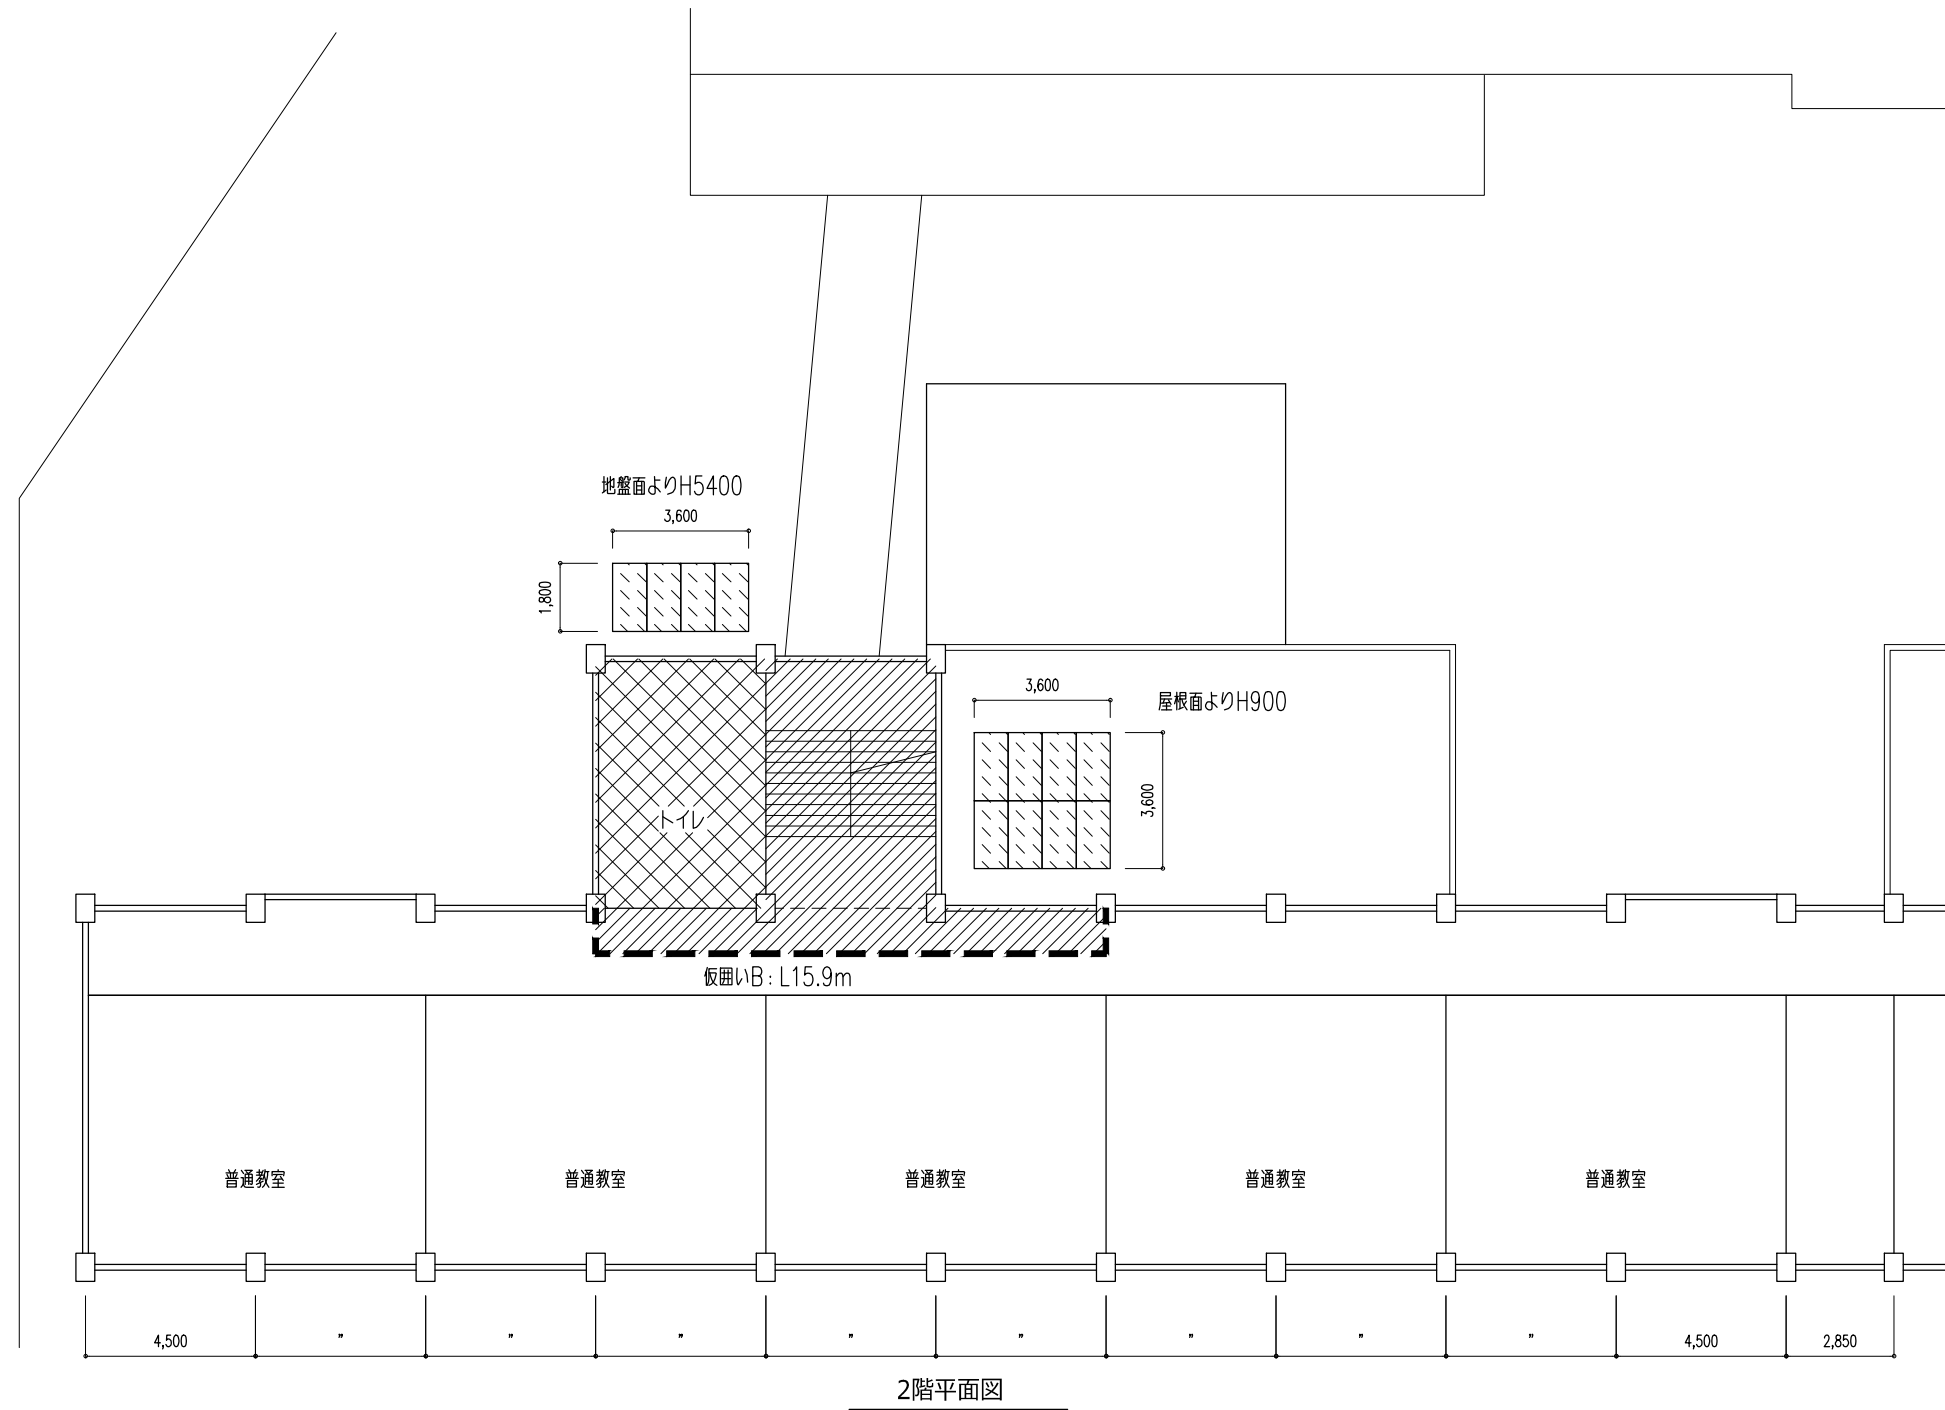 地盤面よりH5400
3,600
1,800
3,600
屋根面よりH900
3,600
トイレ
仮囲いB：L15.9m
普通教室
普通教室
普通教室
普通教室
普通教室
4,500
〃
〃
〃
〃
〃
〃
〃
〃
4,500
2,850
2階平面図